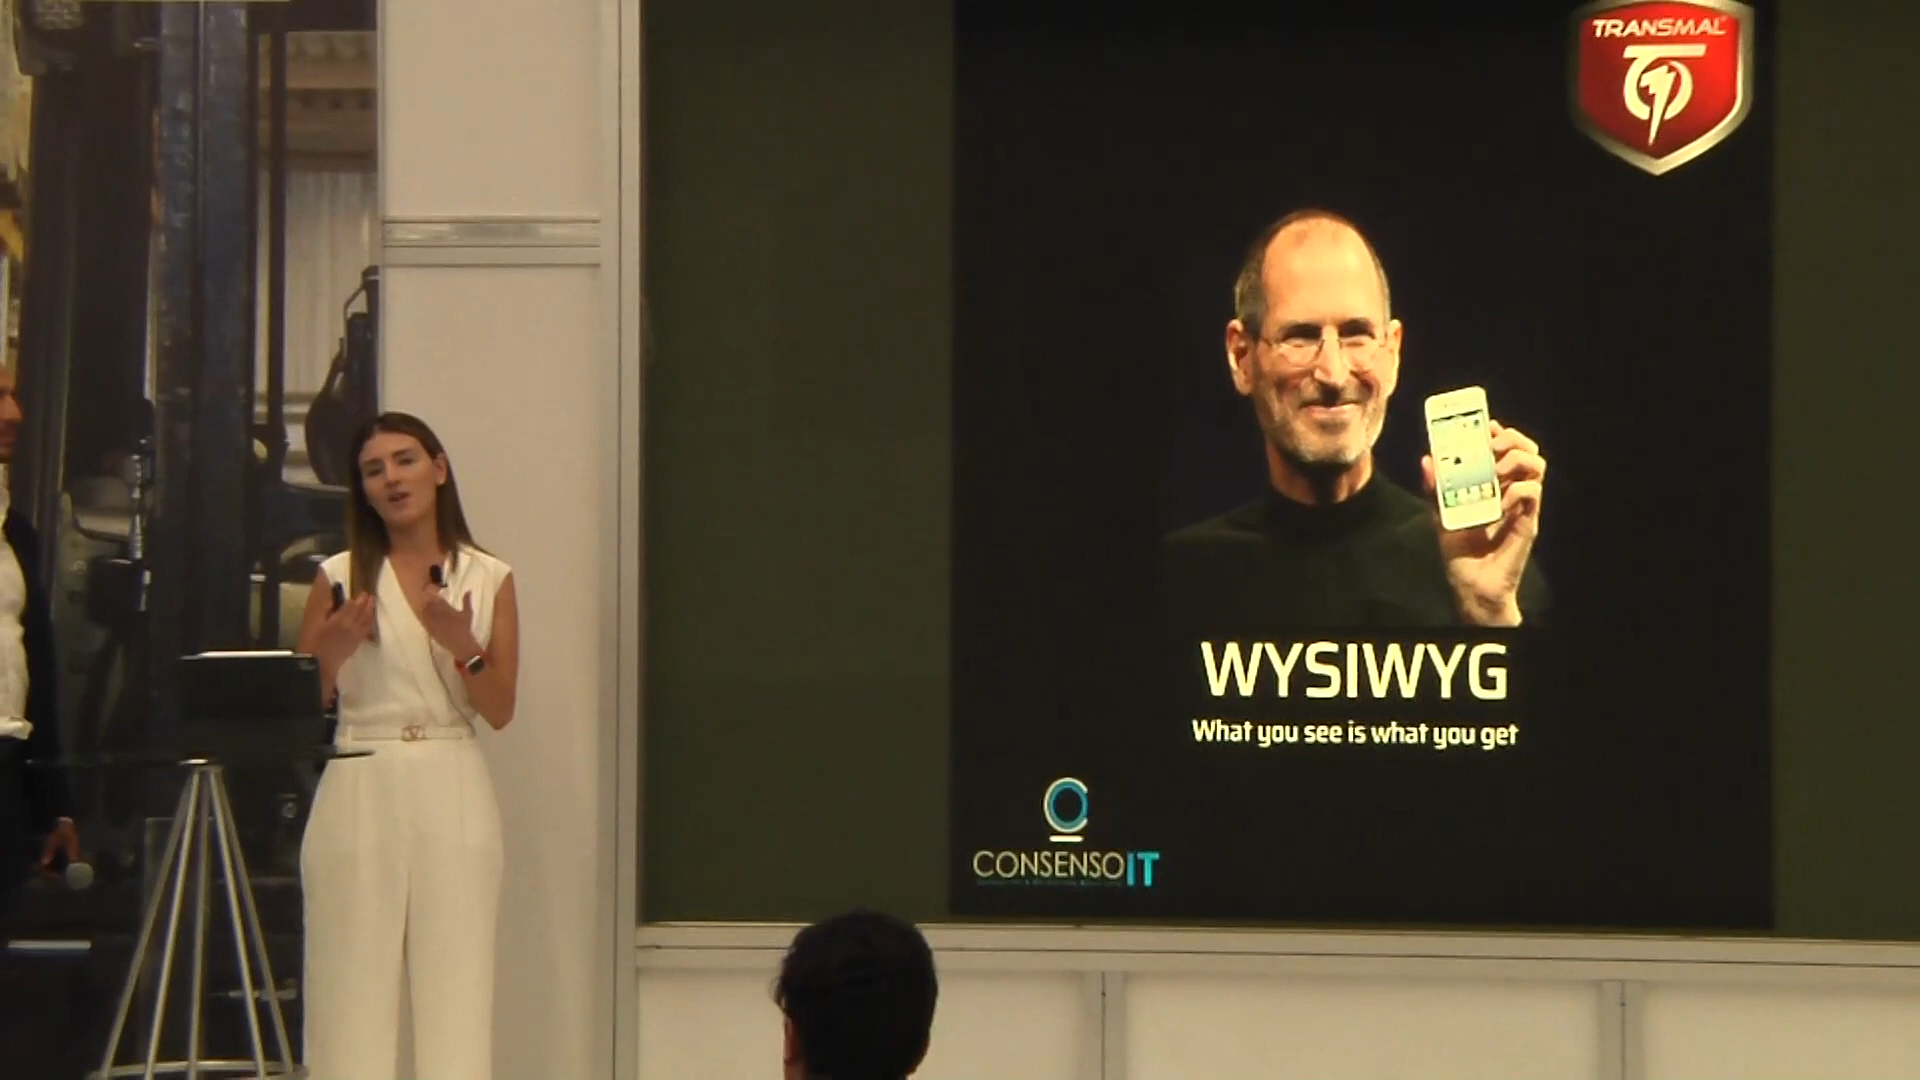 TRANSMAL
WYSIWYG
What you see is what you get
CONSENSOIT